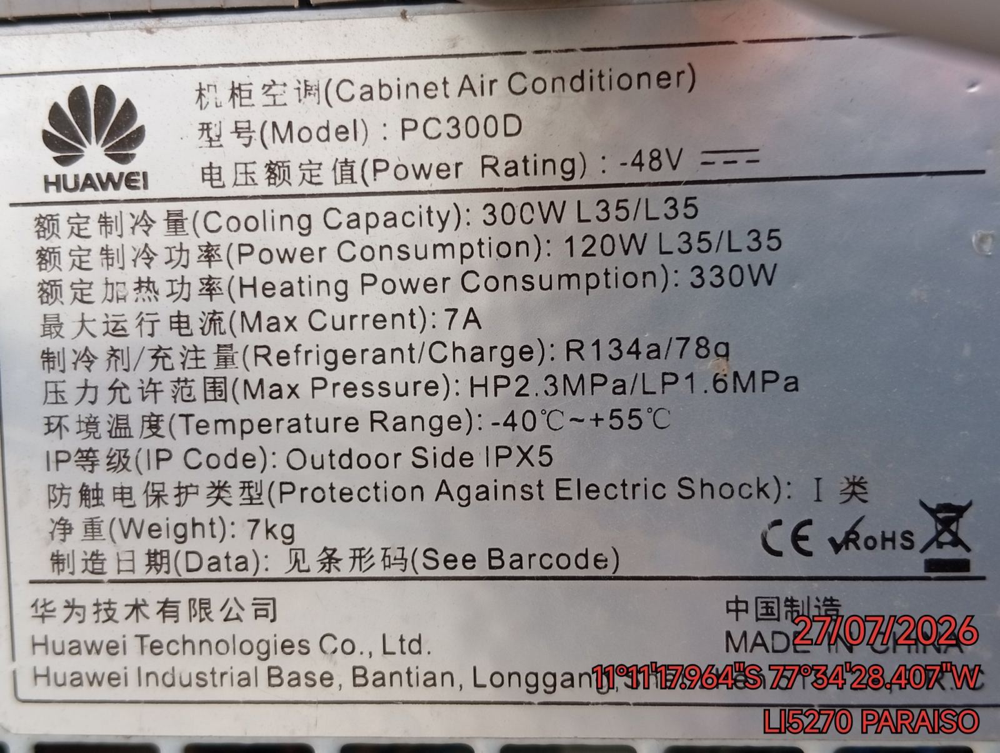 HUAWEI
机柜空调(Cabinet Air Conditioner)
型号(Model) : PC300D
电压额定值(Power Rating) : -48V
额定制冷量(Cooling Capacity): 300W L35/L35
额定制冷功率(Power Consumption): 120W L35/L35
额定加热功率(Heating Power Consumption): 330W
最大运行电流(Max Current): 7A
制冷剂/充注量(Refrigerant/Charge): R134a/78g
压力允许范围(Max Pressure): HP2.3MPa/LP1.6MPa
环境温度(Temperature Range): -40℃~+55℃
IP等级(IP Code): Outdoor Side IPX5
防触电保护类型(Protection Against Electric Shock): I 类
净重(Weight): 7kg
CE RoHS
制造日期(Data): 见条形码(See Barcode)
华为技术有限公司
中国制造
27/07/2026
Huawei Technologies Co., Ltd.
MADE IN CHINA
Huawei Industrial Base, Bantian, Longgang,
11°11'17.964"S 77°34'28.407"W
LI5270 PARAISO